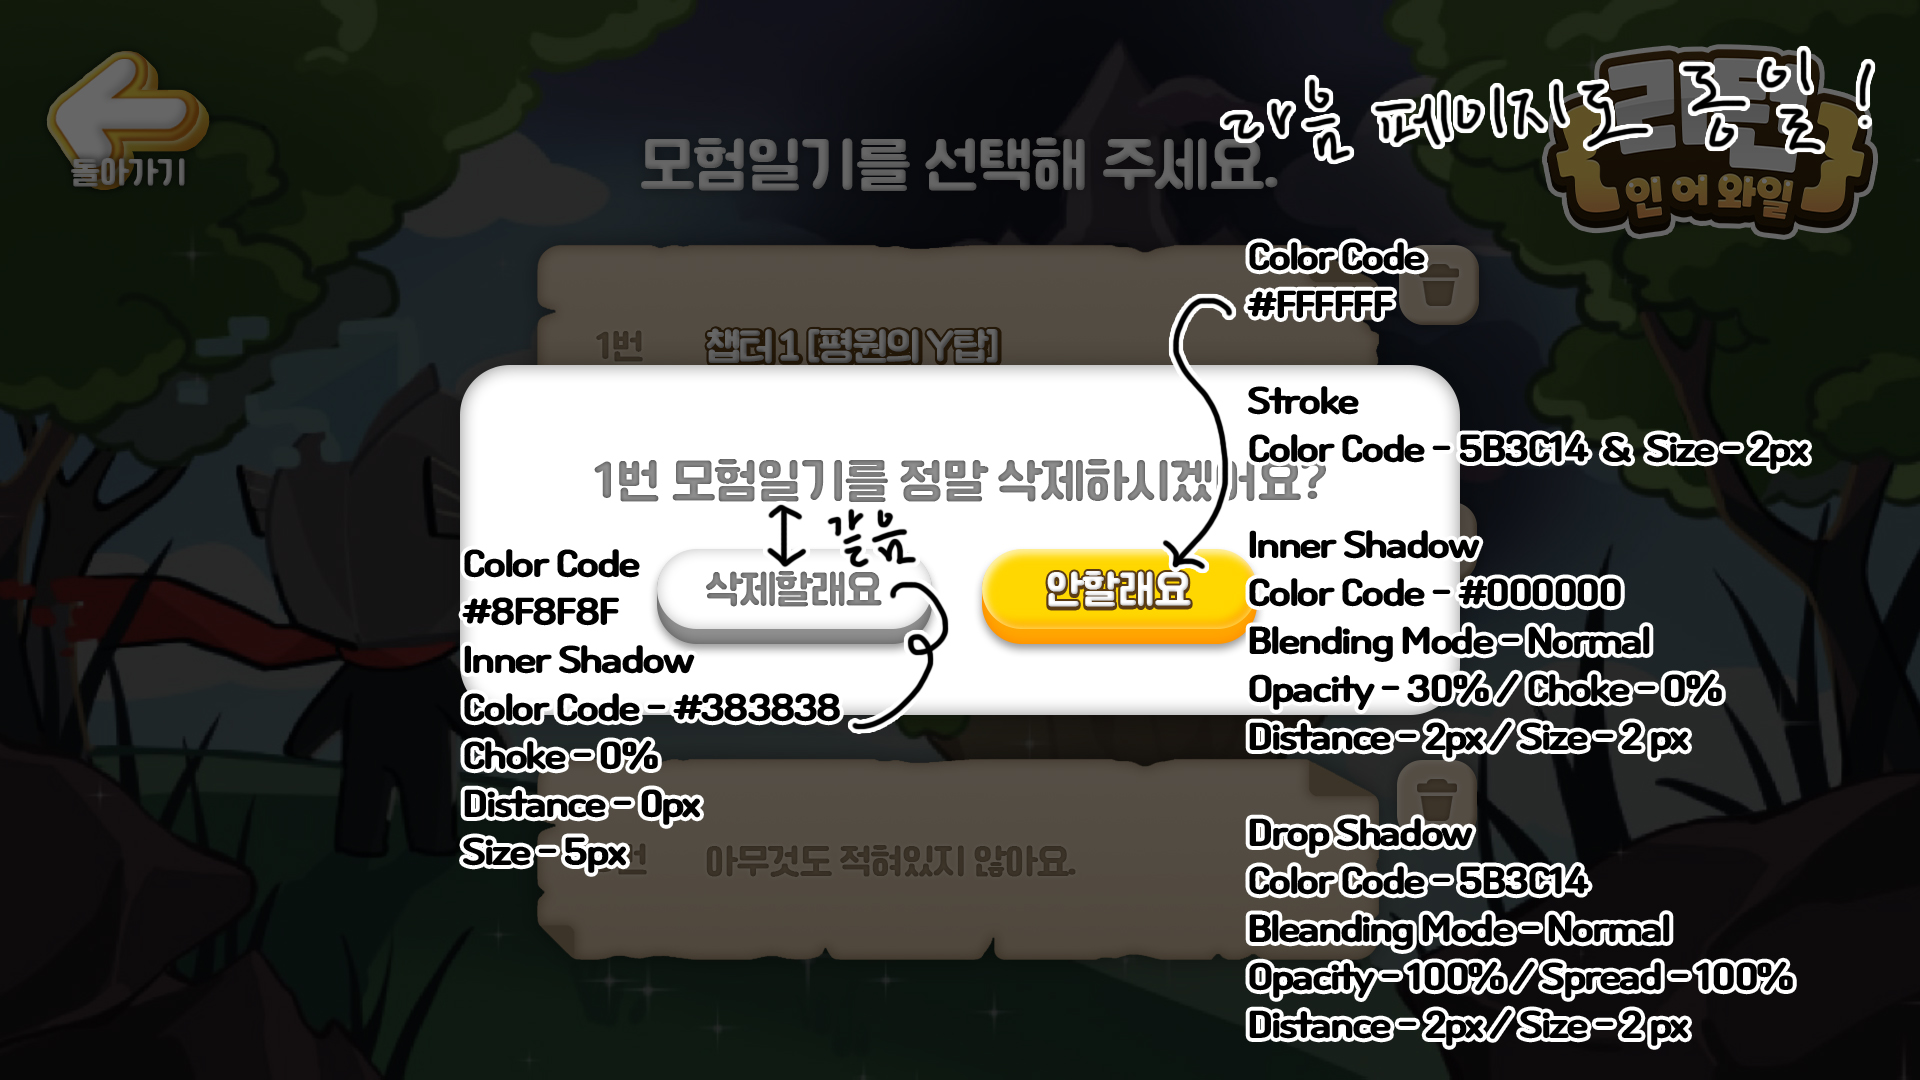 돌아가기
모험일기를 선택해 주세요.
다음 페이지도 동일!
로튼
인 어 와일
1번 챕터 1 [평원의 Y탑]
Color Code
#FFFFFF
Stroke
Color Code - 5B3C14 & Size - 2px
1번 모험일기를 정말 삭제하시겠어요?
같음
삭제할래요
안할래요
Color Code
#8F8F8F
Inner Shadow
Color Code - #383838
Choke - 0%
Distance - 0px
Size - 5px
Inner Shadow
Color Code - #000000
Blending Mode - Normal
Opacity - 30% / Choke - 0%
Distance - 2px / Size - 2 px
번 아무것도 적혀있지 않아요.
Drop Shadow
Color Code - 5B3C14
Bleanding Mode - Normal
Opacity - 100% / Spread - 100%
Distance - 2px / Size - 2 px